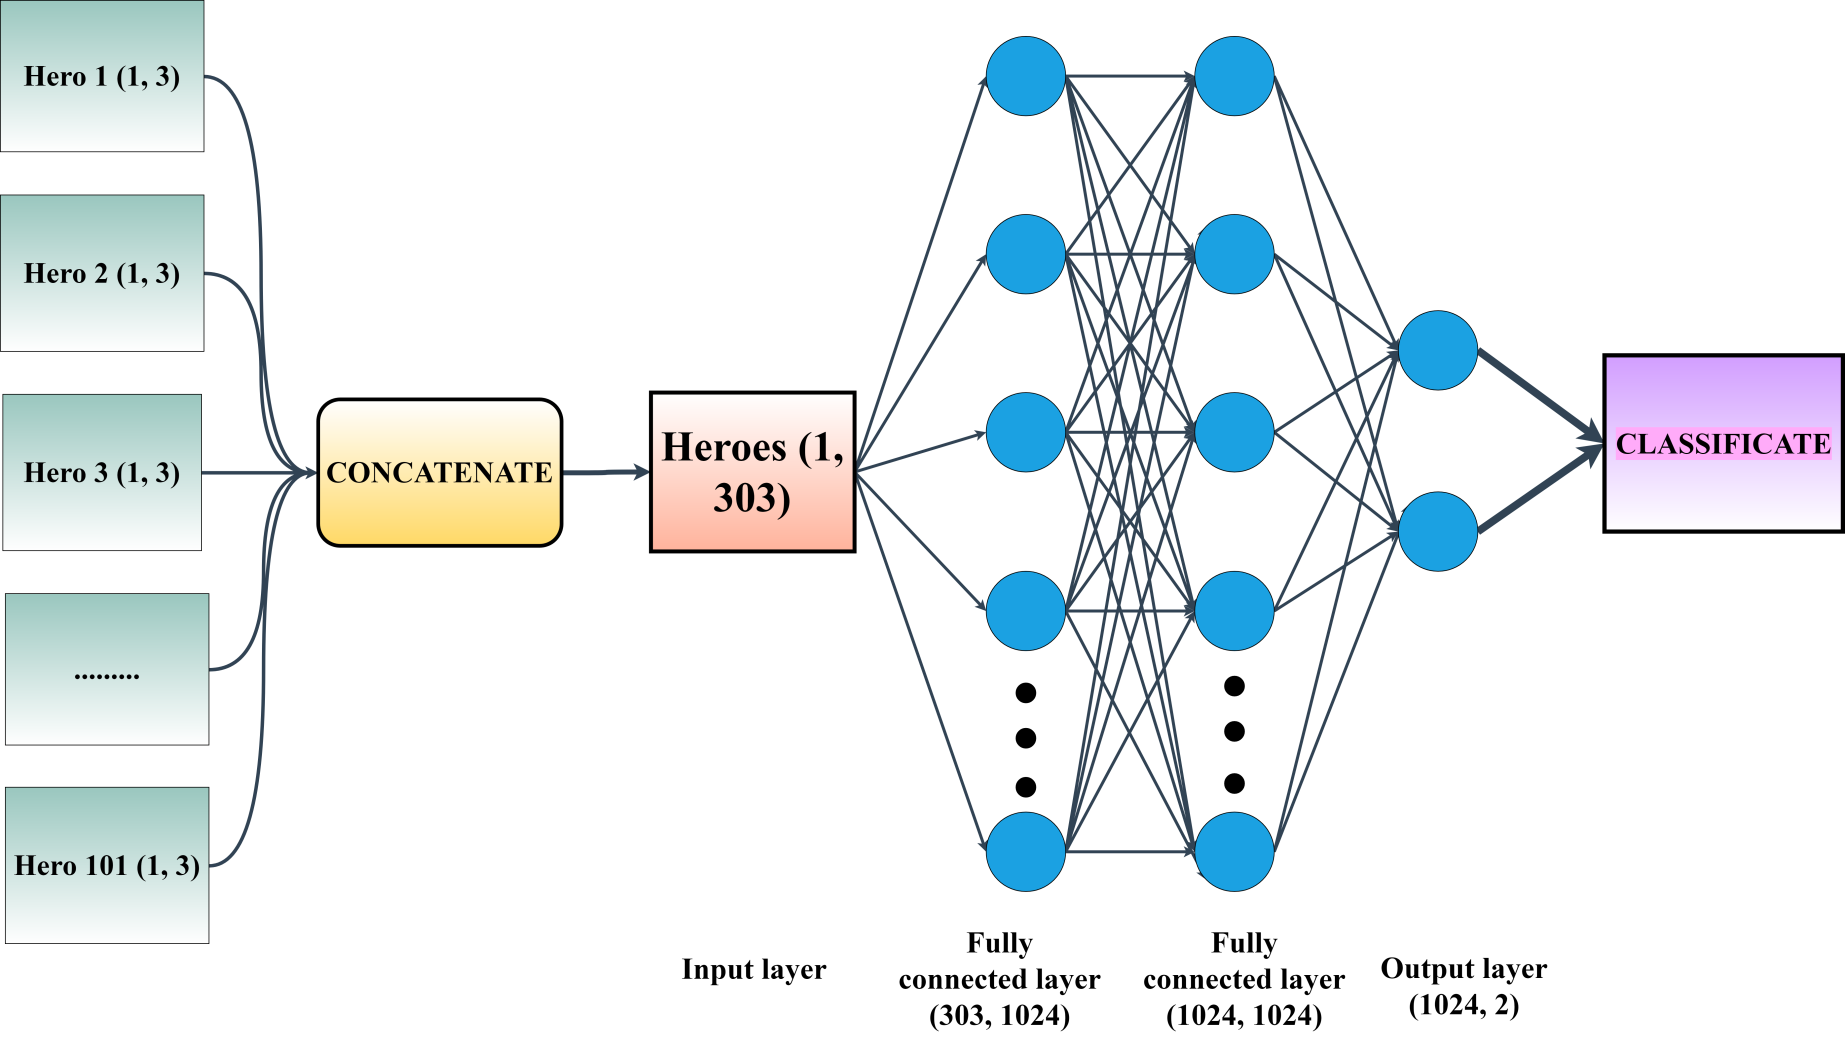 Hero 1 (1, 3)
Hero 2 (1, 3)
Hero 3 (1, 3)
.........
Hero 101 (1, 3)
CONCATENATE
Heroes (1,
303)
CLASSIFICATE
Input layer
Fully
connected layer
(303, 1024)
Fully
connected layer
(1024, 1024)
Output layer
(1024, 2)